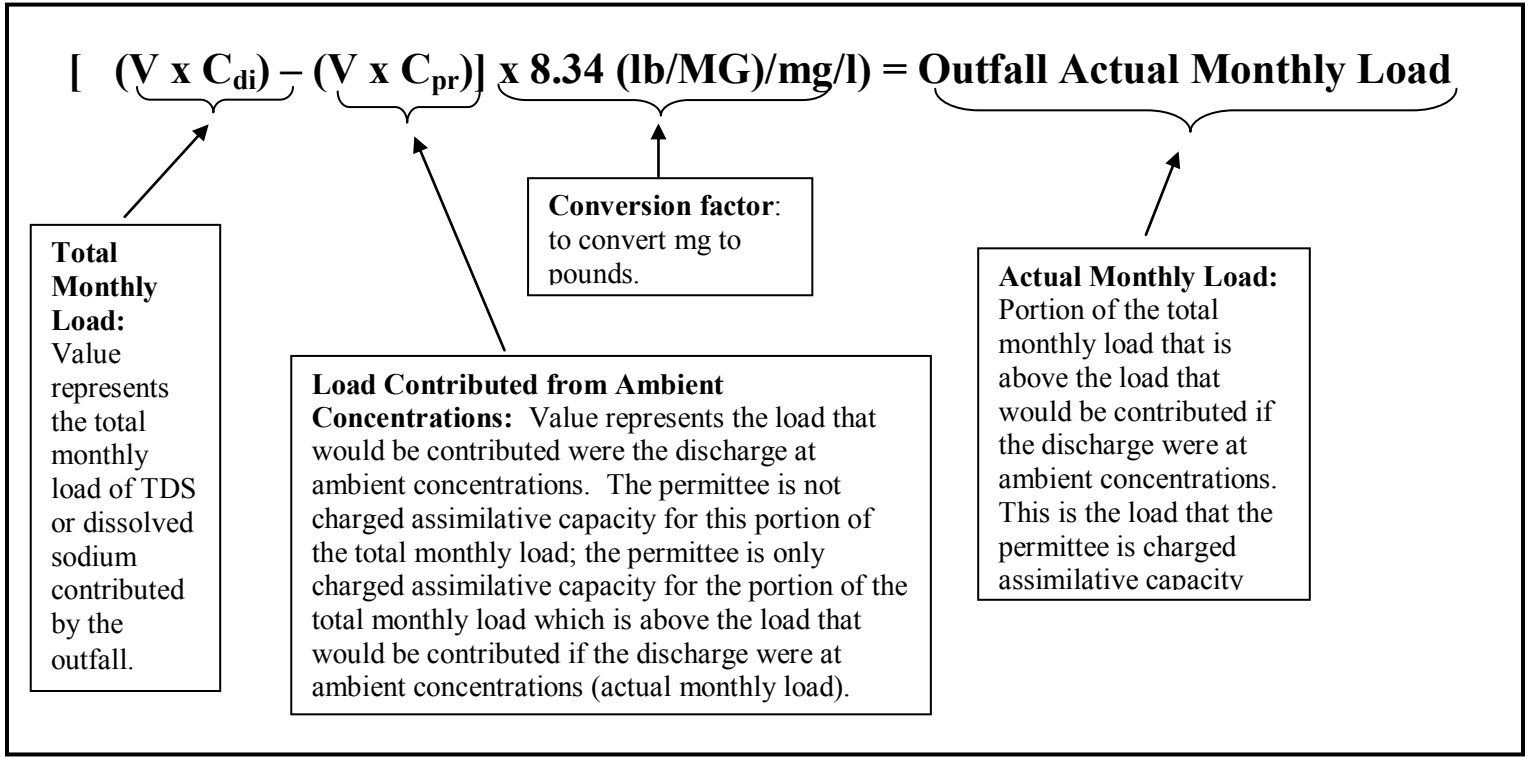 [ (V x Cdi) – (V x Cpr)] x 8.34 (lb/MG)/mg/l) = Outfall Actual Monthly Load
Total
Monthly
Load:
Value
represents
the total
monthly
load of TDS
or dissolved
sodium
contributed
by the
outfall.
Load Contributed from Ambient
Concentrations: Value represents the load that
would be contributed were the discharge at
ambient concentrations. The permittee is not
charged assimilative capacity for this portion of
the total monthly load; the permittee is only
charged assimilative capacity for the portion of the
total monthly load which is above the load that
would be contributed if the discharge were at
ambient concentrations (actual monthly load).
Conversion factor:
to convert mg to
pounds.
Actual Monthly Load:
Portion of the total
monthly load that is
above the load that
would be contributed if
the discharge were at
ambient concentrations.
This is the load that the
permittee is charged
assimilative capacity